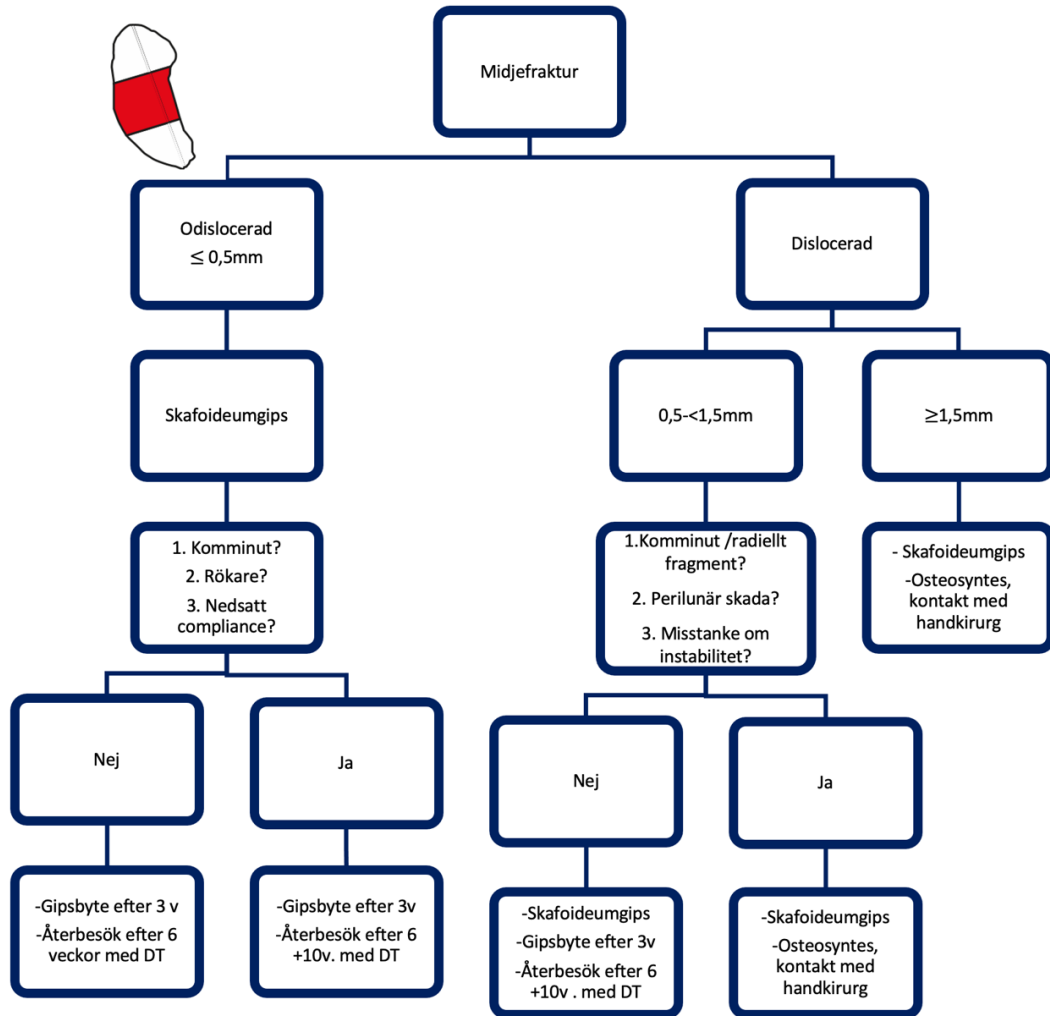 Midjefraktur
Odislocerad
≤ 0,5mm
Dislocerad
Skafoideumgips
0,5-<1,5mm
≥1,5mm
1. Komminut?
2. Rökare?
3. Nedsatt
compliance?
1.Komminut /radiellt
fragment?
2. Perilunär skada?
3. Misstanke om
instabilitet?
- Skafoideumgips
-Osteosyntes,
kontakt med
handkirurg
Nej
Ja
Nej
Ja
-Gipsbyte efter 3 v
-Återbesök efter 6
veckor med DT
-Gipsbyte efter 3v
-Återbesök efter 6
+10v. med DT
-Skafoideumgips
-Gipsbyte efter 3v
-Återbesök efter 6
+10v . med DT
-Skafoideumgips
-Osteosyntes,
kontakt med
handkirurg